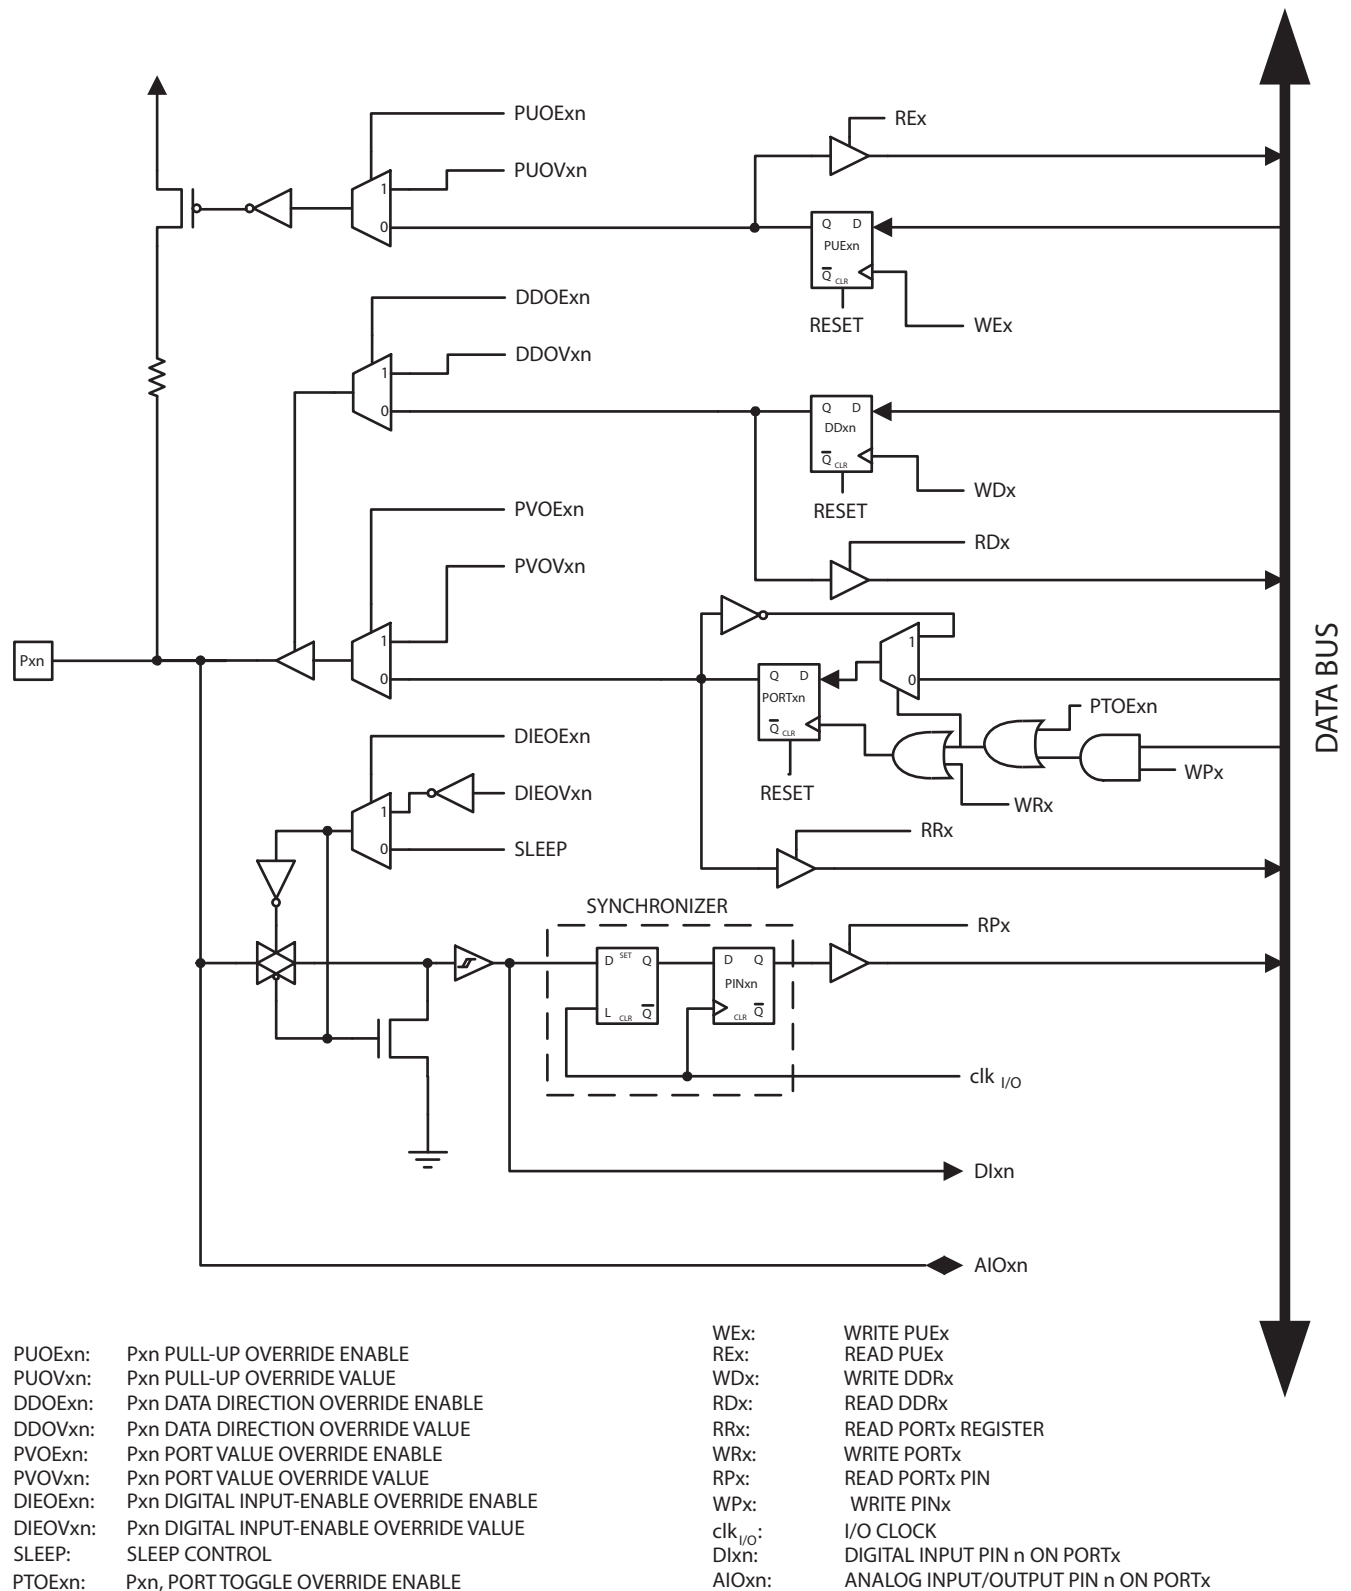 PUOExn
REx
PUOVxn
1
0
Q D
PUExn
Q CLR
RESET
WEx
DDOExn
DDOVxn
1
0
Q D
DDxn
Q CLR
RESET
WDx
PVOExn
RDx
PVOVxn
1
0
Pxn
1
0
Q D
PORTxn
Q CLR
RESET
PTOExn
WPx
WRx
DATA BUS
DIEOExn
DIEOVxn
1
0
SLEEP
RRx
SYNCHRONIZER
RPx
D SET Q
L CLR Q
D Q
PINxn
CLR Q
clk I/O
DIxn
AIOxn
PUOExn: Pxn PULL-UP OVERRIDE ENABLE
PUOVxn: Pxn PULL-UP OVERRIDE VALUE
DDOExn: Pxn DATA DIRECTION OVERRIDE ENABLE
DDOVxn: Pxn DATA DIRECTION OVERRIDE VALUE
PVOExn: Pxn PORT VALUE OVERRIDE ENABLE
PVOVxn: Pxn PORT VALUE OVERRIDE VALUE
DIEOExn: Pxn DIGITAL INPUT-ENABLE OVERRIDE ENABLE
DIEOVxn: Pxn DIGITAL INPUT-ENABLE OVERRIDE VALUE
SLEEP: SLEEP CONTROL
PTOExn: Pxn, PORT TOGGLE OVERRIDE ENABLE
WEx: WRITE PUEx
REx: READ PUEx
WDx: WRITE DDRx
RDx: READ DDRx
RRx: READ PORTx REGISTER
WRx: WRITE PORTx
RPx: READ PORTx PIN
WPx: WRITE PINx
clk I/O: I/O CLOCK
DIxn: DIGITAL INPUT PIN n ON PORTx
AIOxn: ANALOG INPUT/OUTPUT PIN n ON PORTx